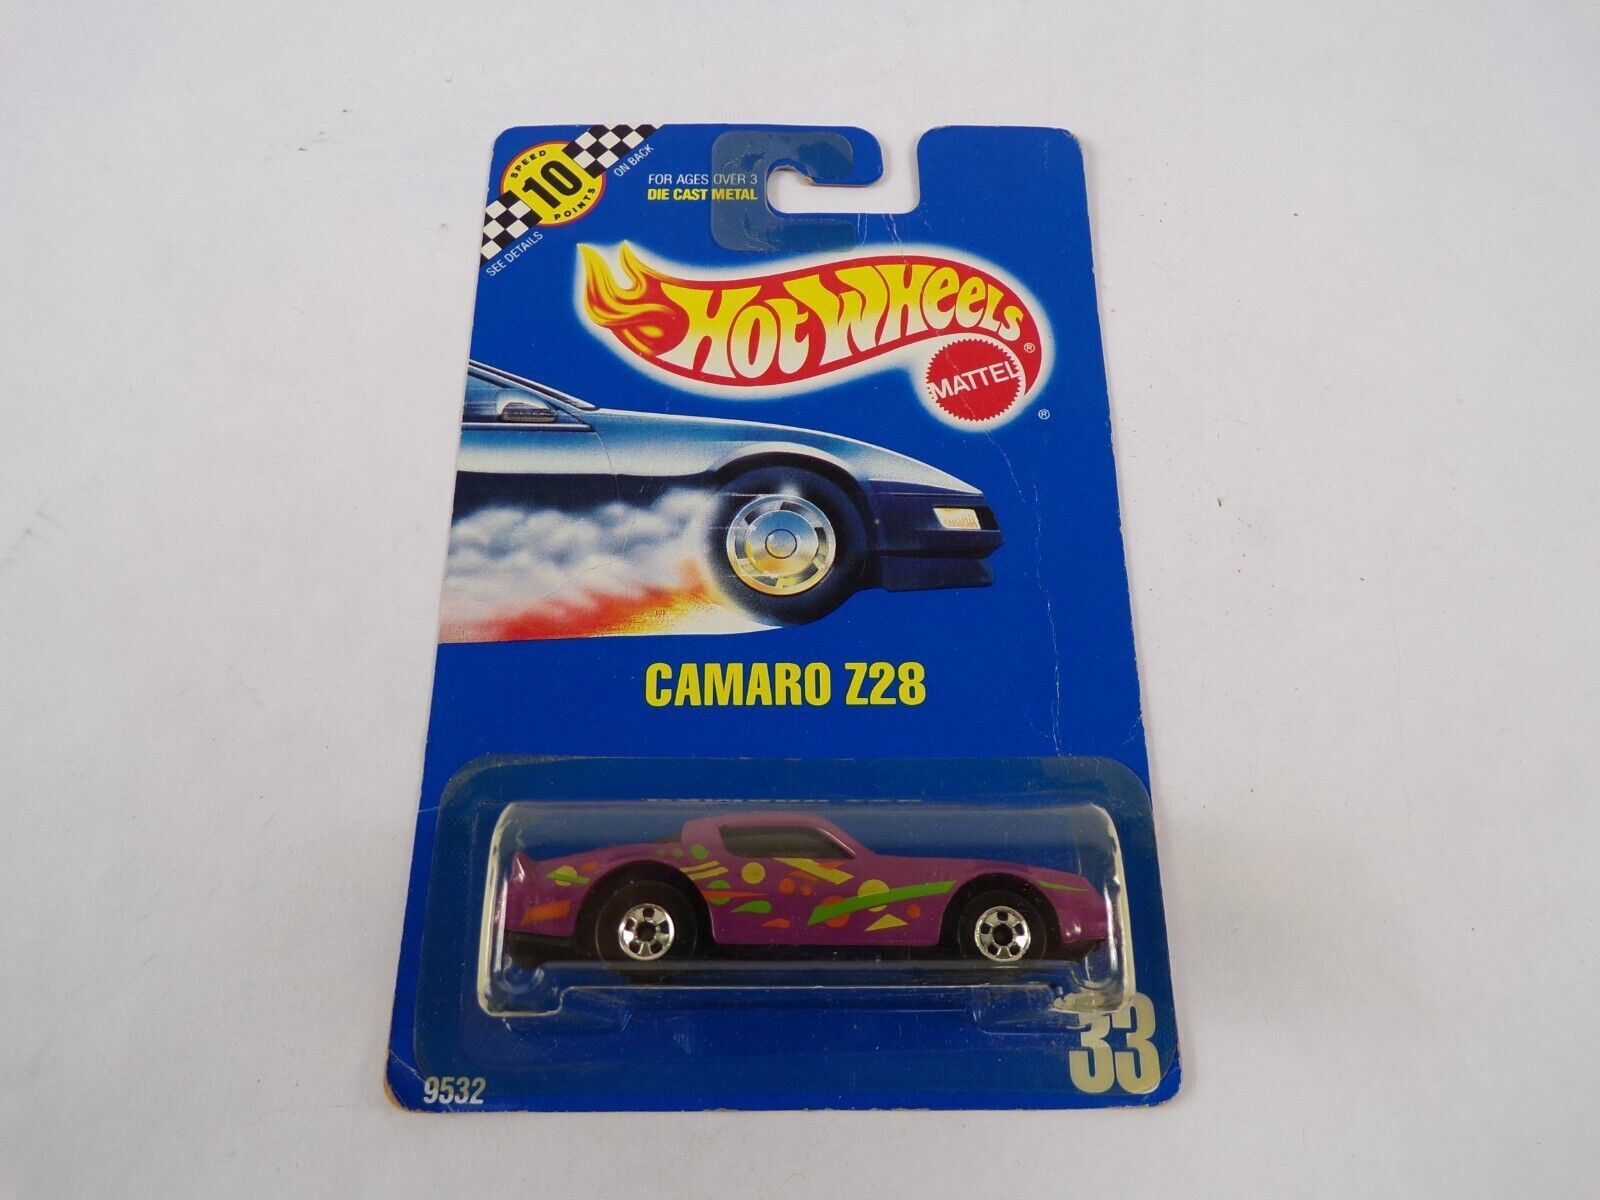 SPEED
10
POINTS
ON BACK
SEE DETAILS
FOR AGES OVER 3
DIE CAST METAL
HOT WHEELS ®
MATTEL
®
CAMARO Z28
33
9532